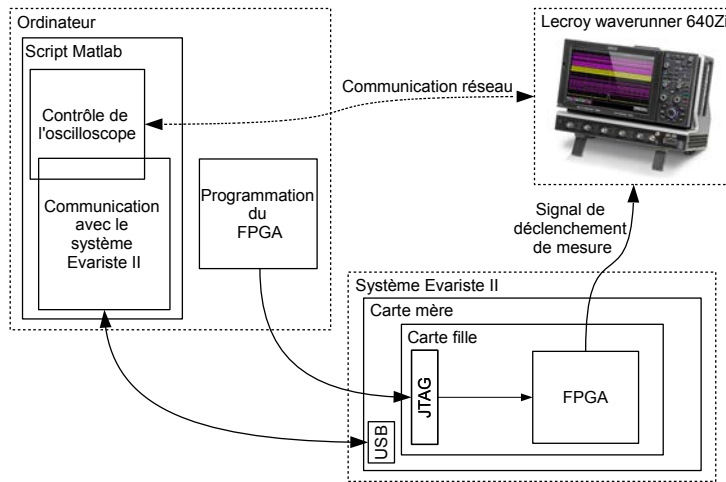 Ordinateur
Script Matlab
Contrôle de
l'oscilloscope
Communication
avec le
système
Evariste II
Programmation
du
FPGA
Communication réseau
Lecroy waverunner 640Zi
Signal de
déclenchement
de mesure
Système Evariste II
Carte mère
Carte fille
JTAG
FPGA
USB